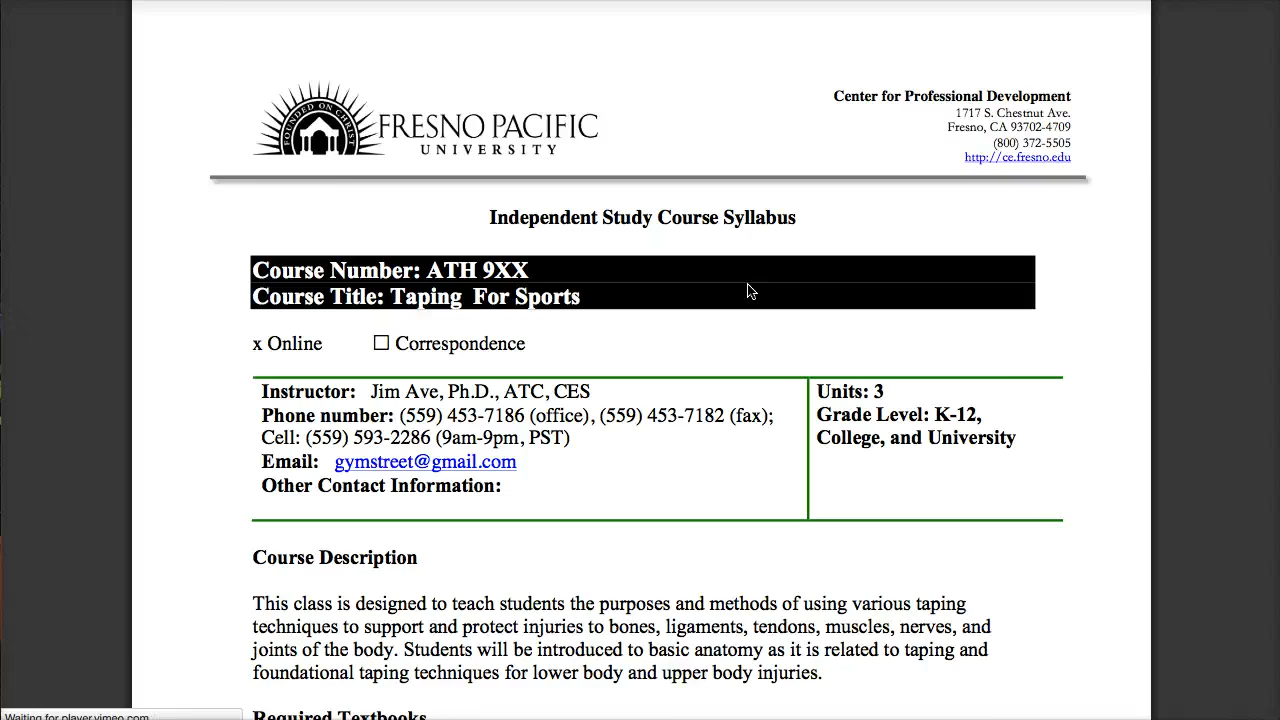 FOUNDED ON CHRIST
FRESNO PACIFIC
UNIVERSITY
Center for Professional Development
1717 S. Chestnut Ave.
Fresno, CA 93702-4709
(800) 372-5505
http://ce.fresno.edu
Independent Study Course Syllabus
Course Number: ATH 9XX
Course Title: Taping For Sports
x Online ☐ Correspondence
Instructor: Jim Ave, Ph.D., ATC, CES
Phone number: (559) 453-7186 (office), (559) 453-7182 (fax);
Cell: (559) 593-2286 (9am-9pm, PST)
Email: gymstreet@gmail.com
Other Contact Information:
Units: 3
Grade Level: K-12,
College, and University
Course Description
This class is designed to teach students the purposes and methods of using various taping
techniques to support and protect injuries to bones, ligaments, tendons, muscles, nerves, and
joints of the body. Students will be introduced to basic anatomy as it is related to taping and
foundational taping techniques for lower body and upper body injuries.
Required Textbooks
Waiting for player.vimeo.com